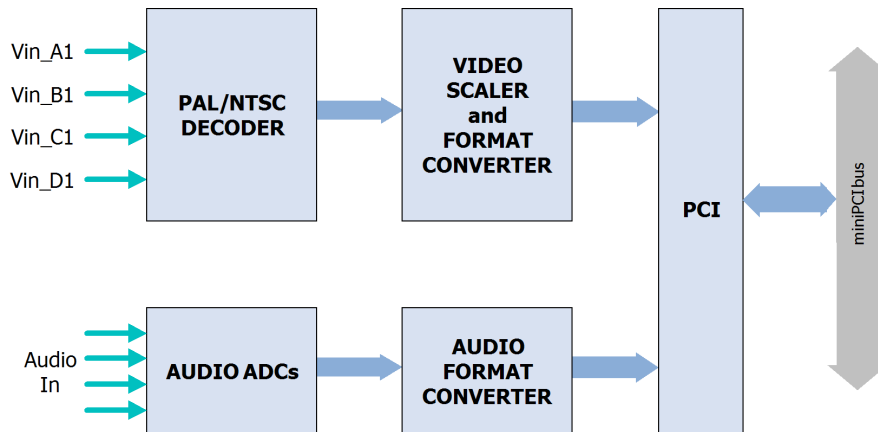 Vin_A1
Vin_B1
Vin_C1
Vin_D1
PAL/NTSC
DECODER
VIDEO
SCALER
and
FORMAT
CONVERTER
PCI
miniPCIbus
Audio
In
AUDIO ADCs
AUDIO
FORMAT
CONVERTER